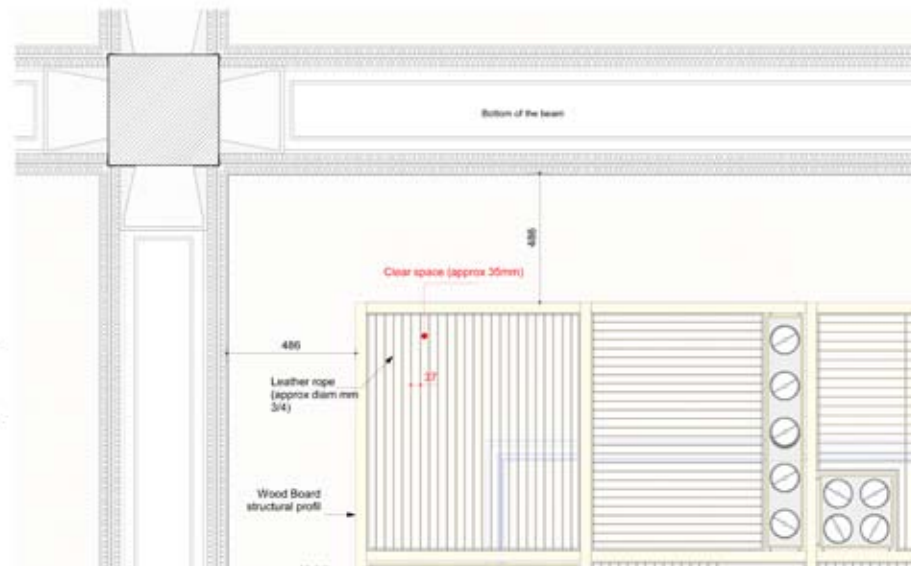 Bottom of the beam
486
Clear space (approx 35mm)
486
Leather rope
(approx diam mm
3/4)
37
Wood Board
structural profil